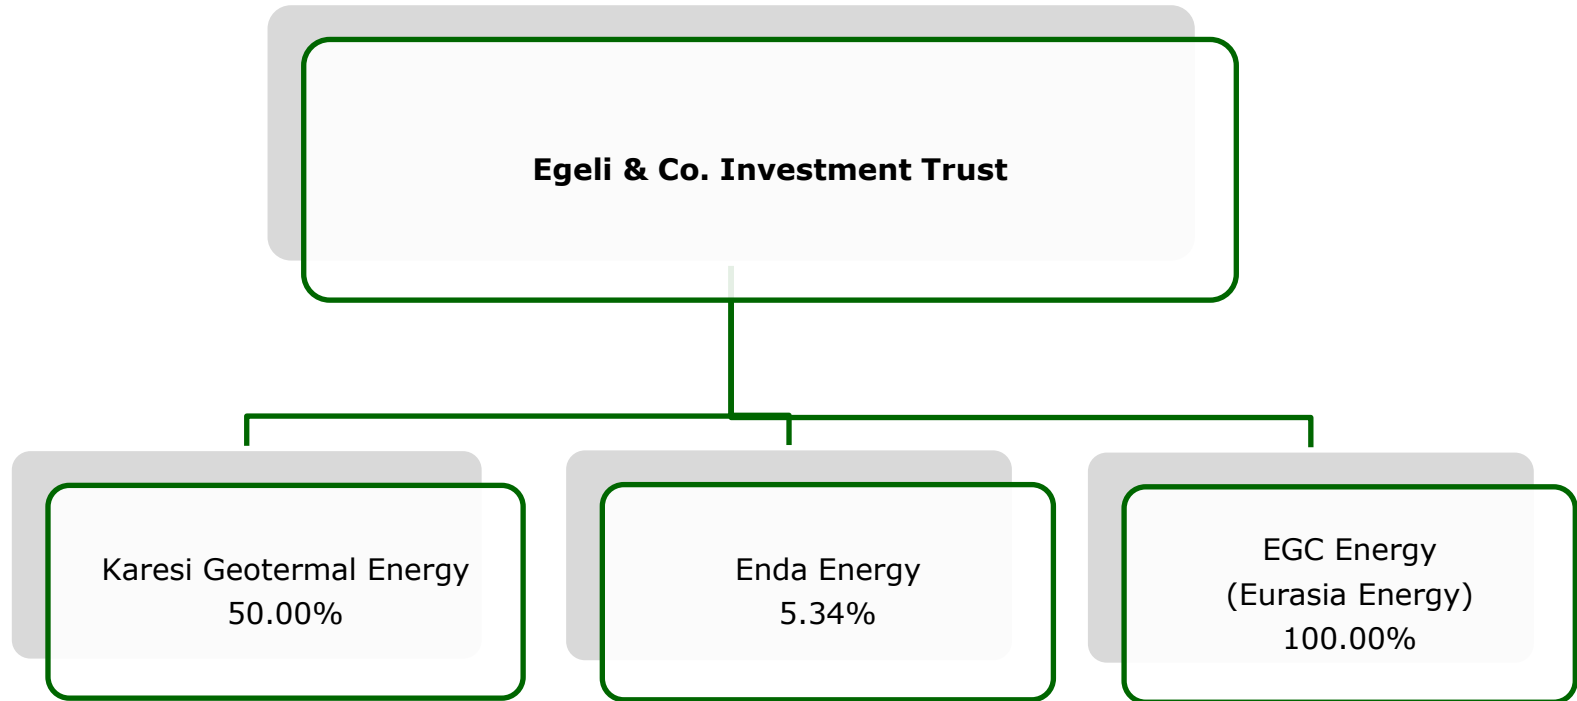 Egeli & Co. Investment Trust
Karesi Geotermal Energy
50.00%
Enda Energy
5.34%
EGC Energy
(Eurasia Energy)
100.00%